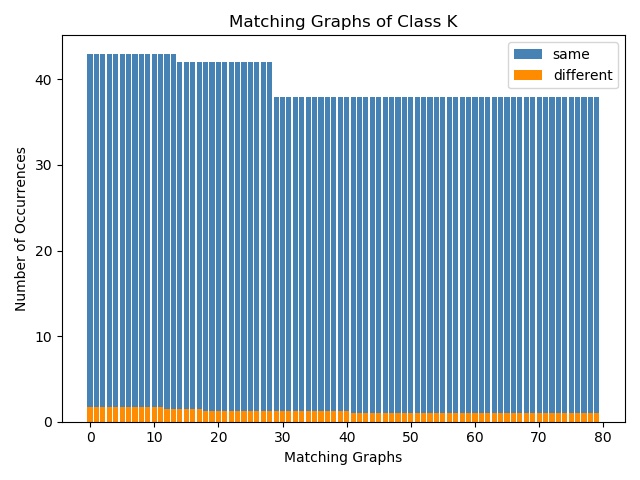 Matching Graphs of Class K
same
different
Number of Occurrences
40
30
20
10
0
0 10 20 30 40 50 60 70 80
Matching Graphs